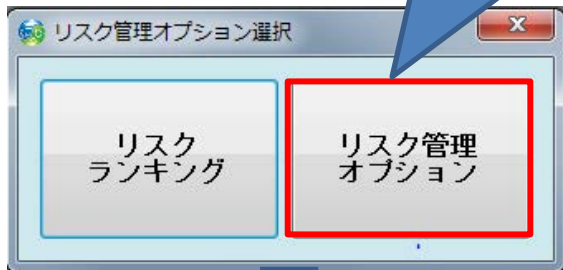 リスク管理オプション選択
リスク
ランキング
リスク管理
オプション